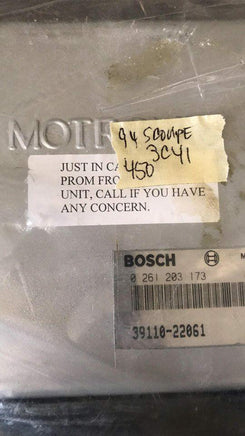 MOTR
94 SCOUPE
3C41
450
JUST IN CA
PROM FRO
UNIT, CALL IF YOU HAVE
ANY CONCERN.
BOSCH M
0 261 203 173
39110-22061